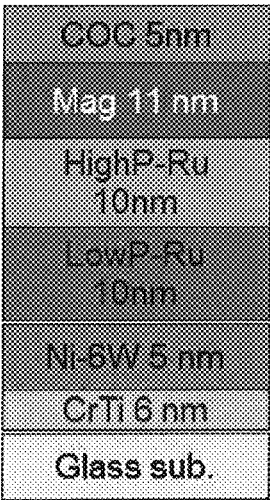 COC 5nm
Mag 11 nm
HighP-Ru
10nm
LowP-Ru
10nm
Ni-6W 5 nm
CrTi 6 nm
Glass sub.